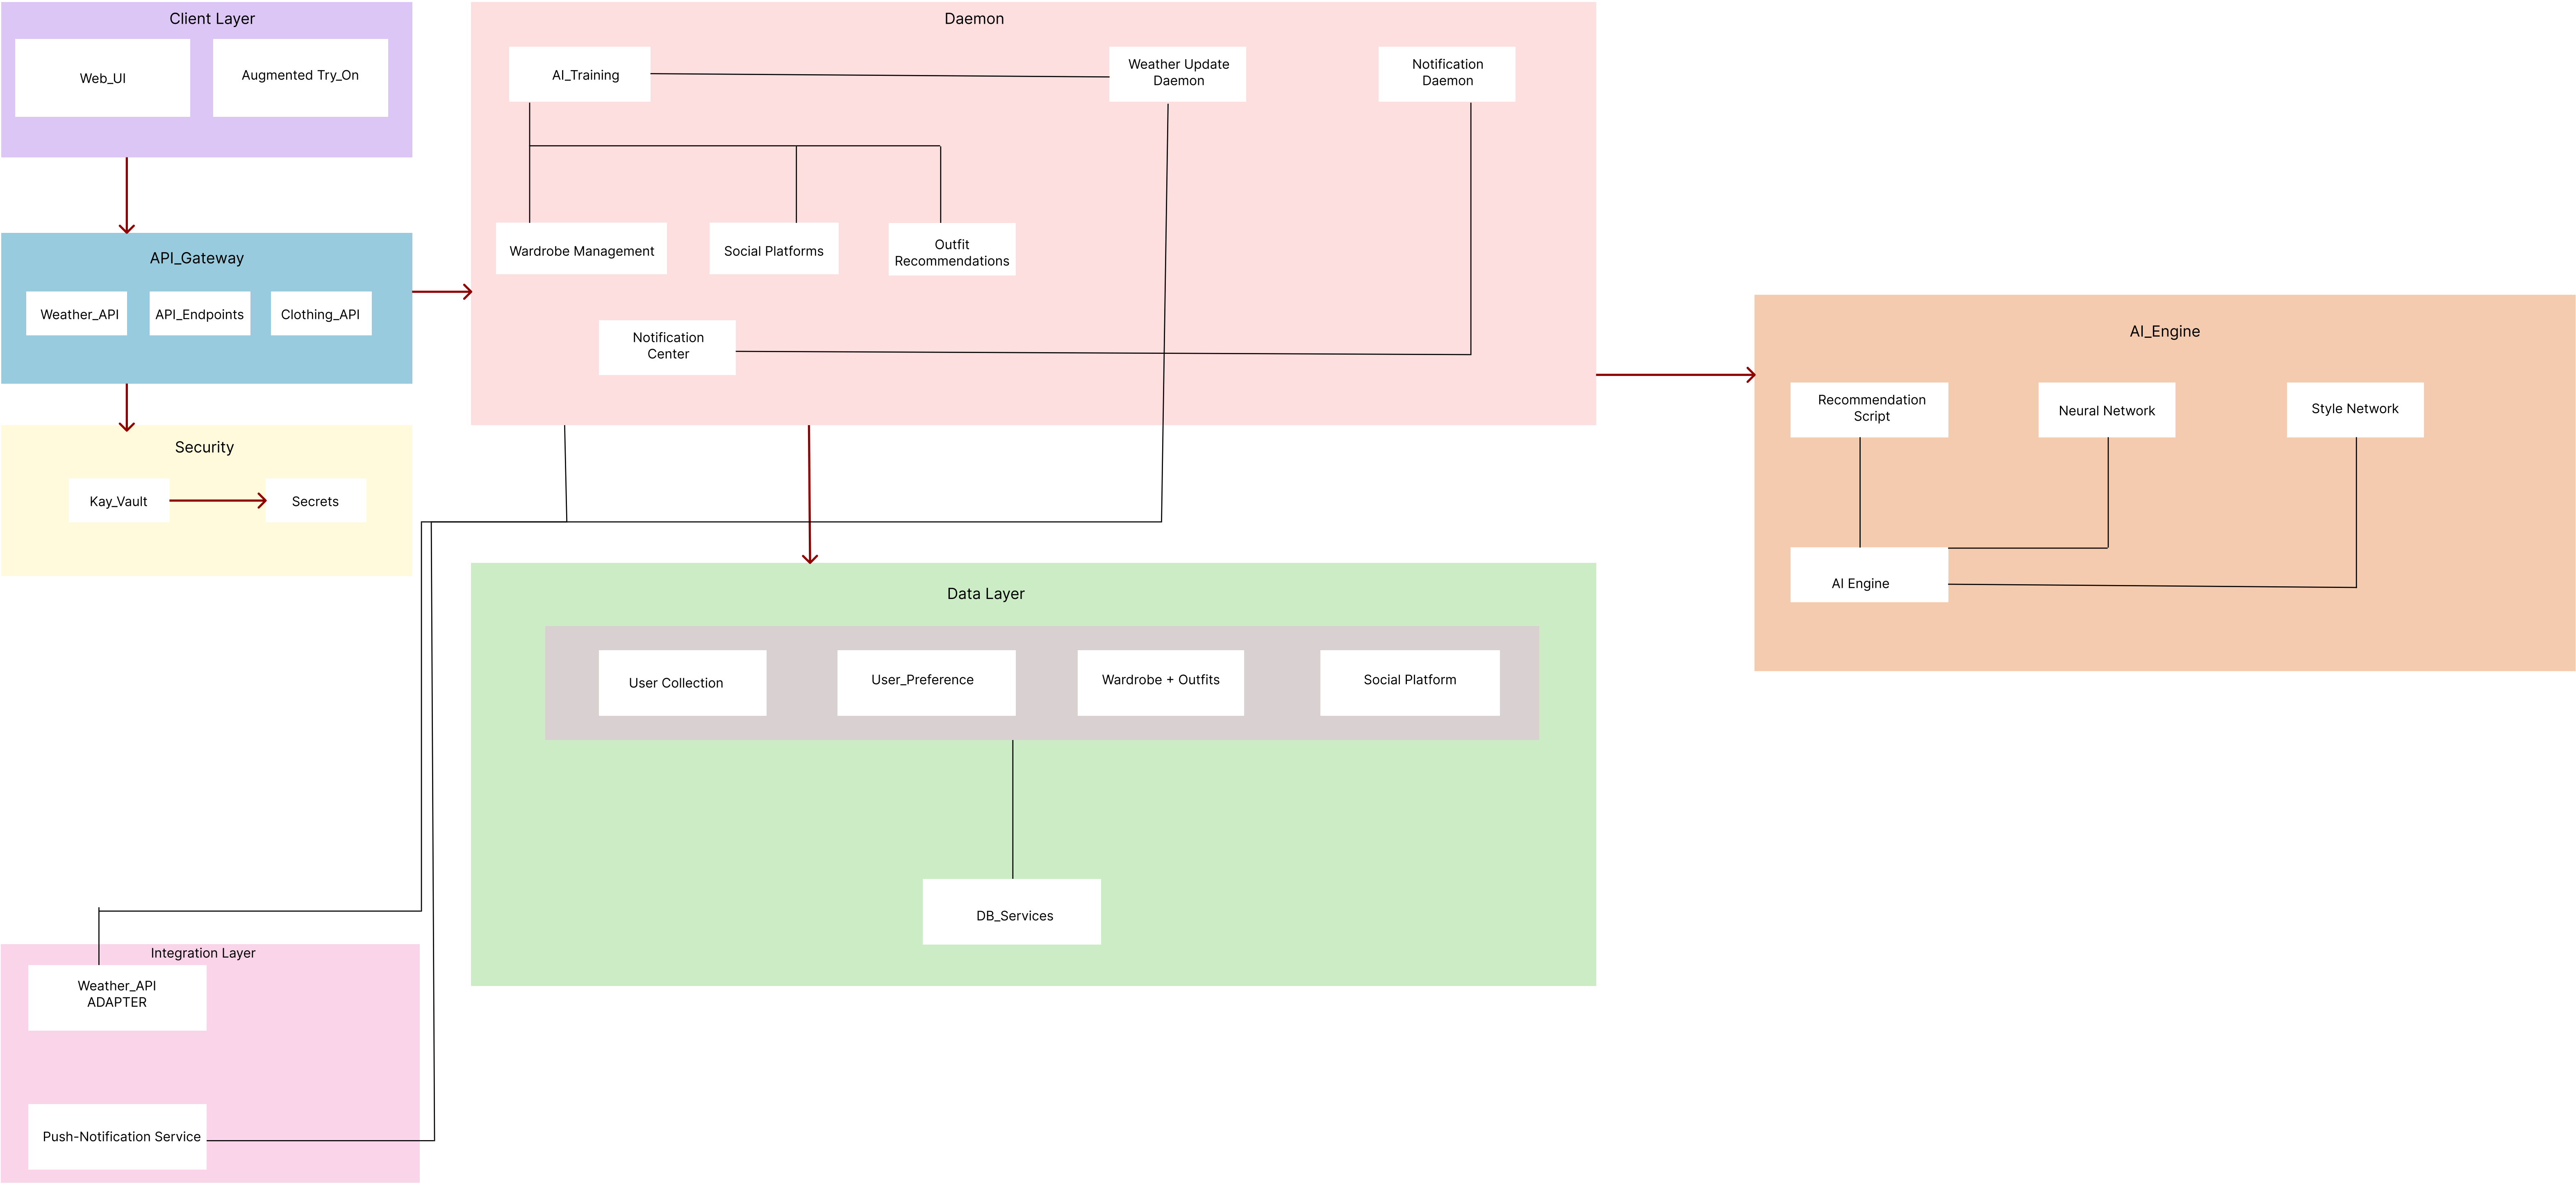 Client Layer
Web_UI
Augmented Try_On
API_Gateway
Weather_API
API_Endpoints
Clothing_API
Security
Kay_Vault
Secrets
Daemon
AI_Training
Weather Update
Daemon
Notification
Daemon
Wardrobe Management
Social Platforms
Outfit
Recommendations
Notification
Center
AI_Engine
Recommendation
Script
Neural Network
Style Network
AI Engine
Data Layer
User Collection
User_Preference
Wardrobe + Outfits
Social Platform
DB_Services
Integration Layer
Weather_API
ADAPTER
Push-Notification Service